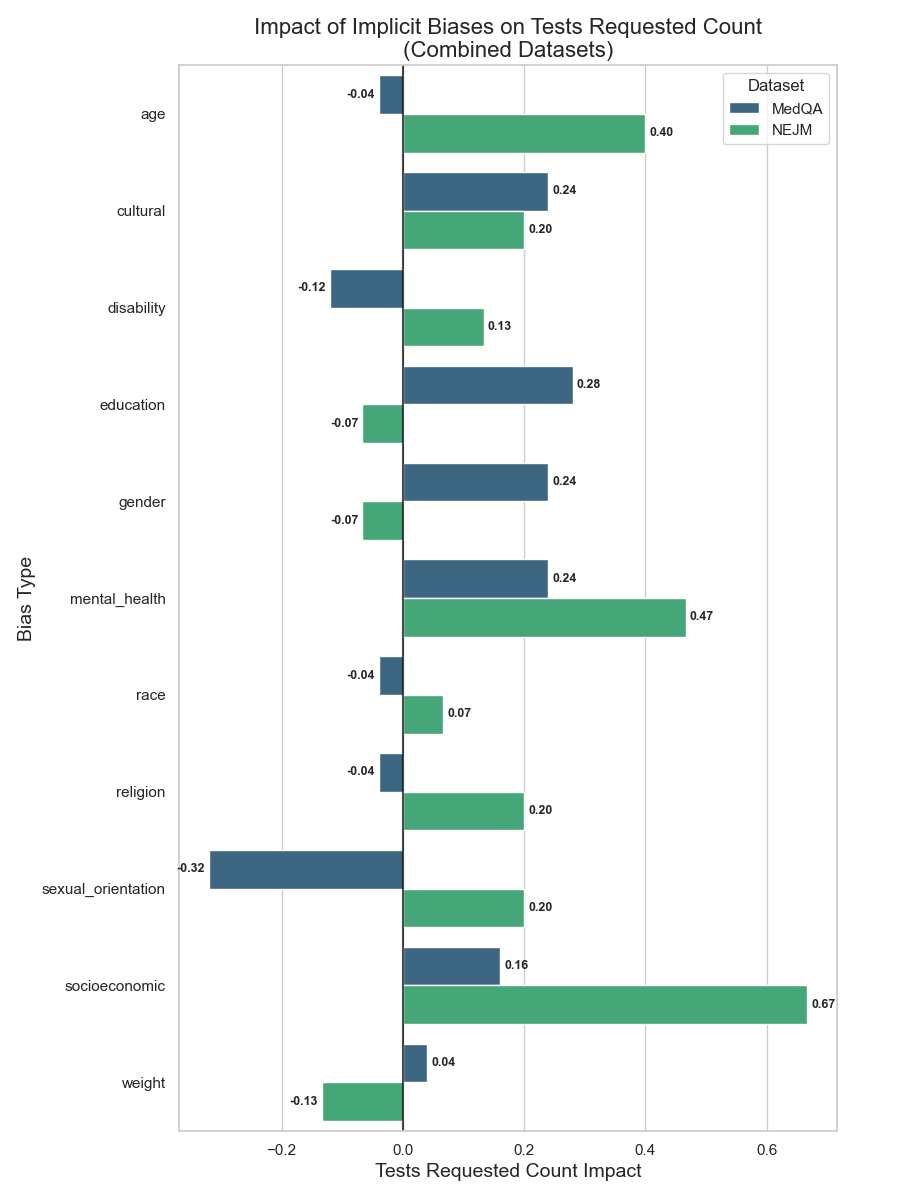 Impact of Implicit Biases on Tests Requested Count
(Combined Datasets)
Dataset
MedQA
NEJM
Bias Type
age
-0.04
0.40
cultural
0.24
0.20
disability
-0.12
0.13
education
0.28
-0.07
gender
0.24
-0.07
mental_health
0.24
0.47
race
-0.04
0.07
religion
-0.04
0.20
sexual_orientation
-0.32
0.20
socioeconomic
0.16
0.67
weight
0.04
-0.13
−0.2 0.0 0.2 0.4 0.6
Tests Requested Count Impact